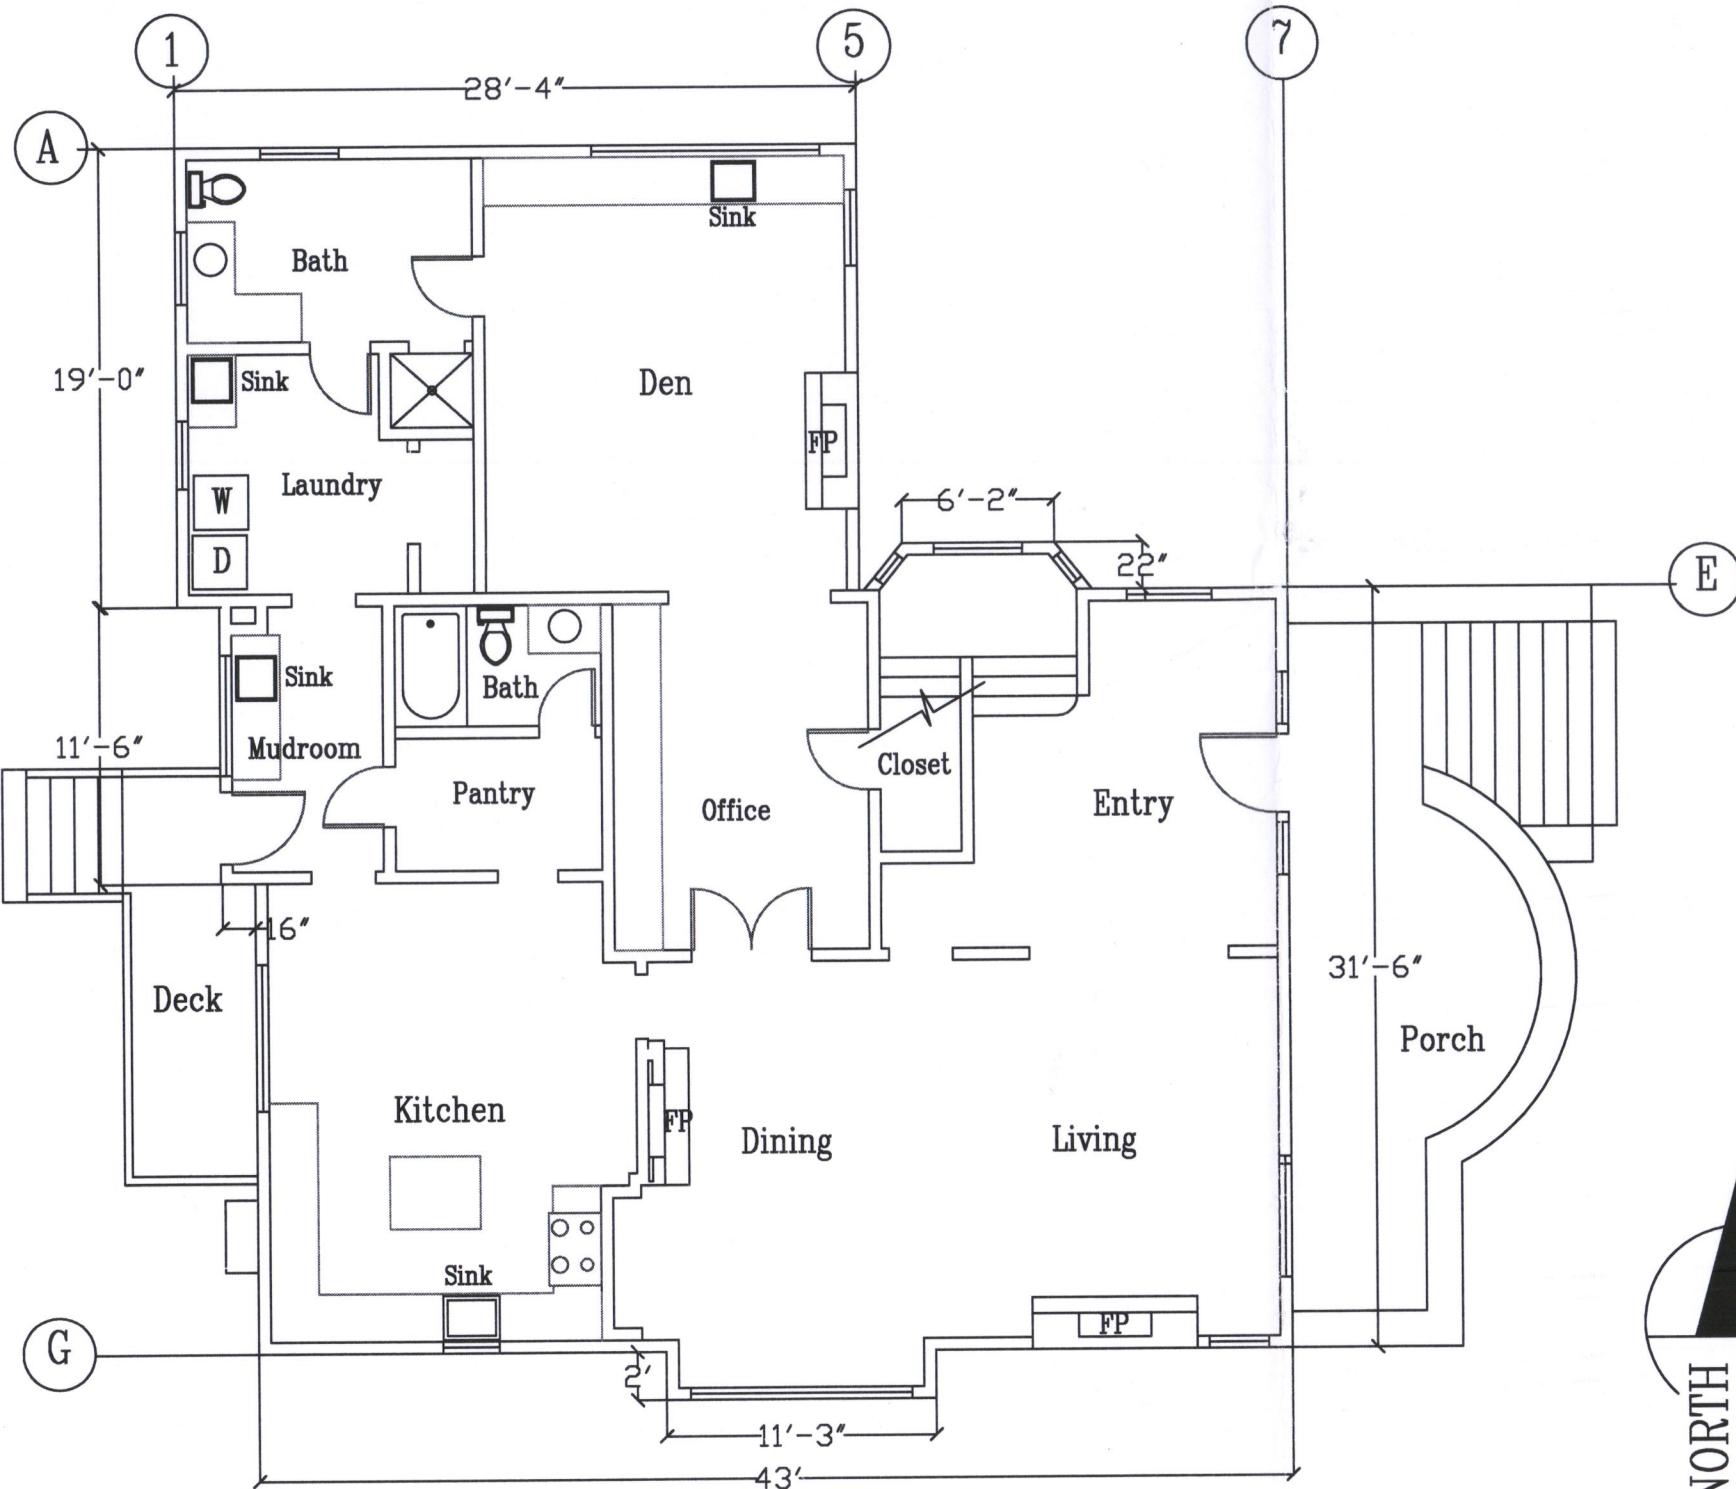 1
5
7
28'-4"
A
Sink
Bath
19'-0"
Sink
Den
FP
Laundry
W
6'-2"
D
22"
E
Sink
Bath
11'-6"
Mudroom
Closet
Pantry
Office
Entry
16"
31'-6"
Deck
Porch
Kitchen
FP
Dining
Living
Sink
FP
G
2'
NORTH
11'-3"
43'